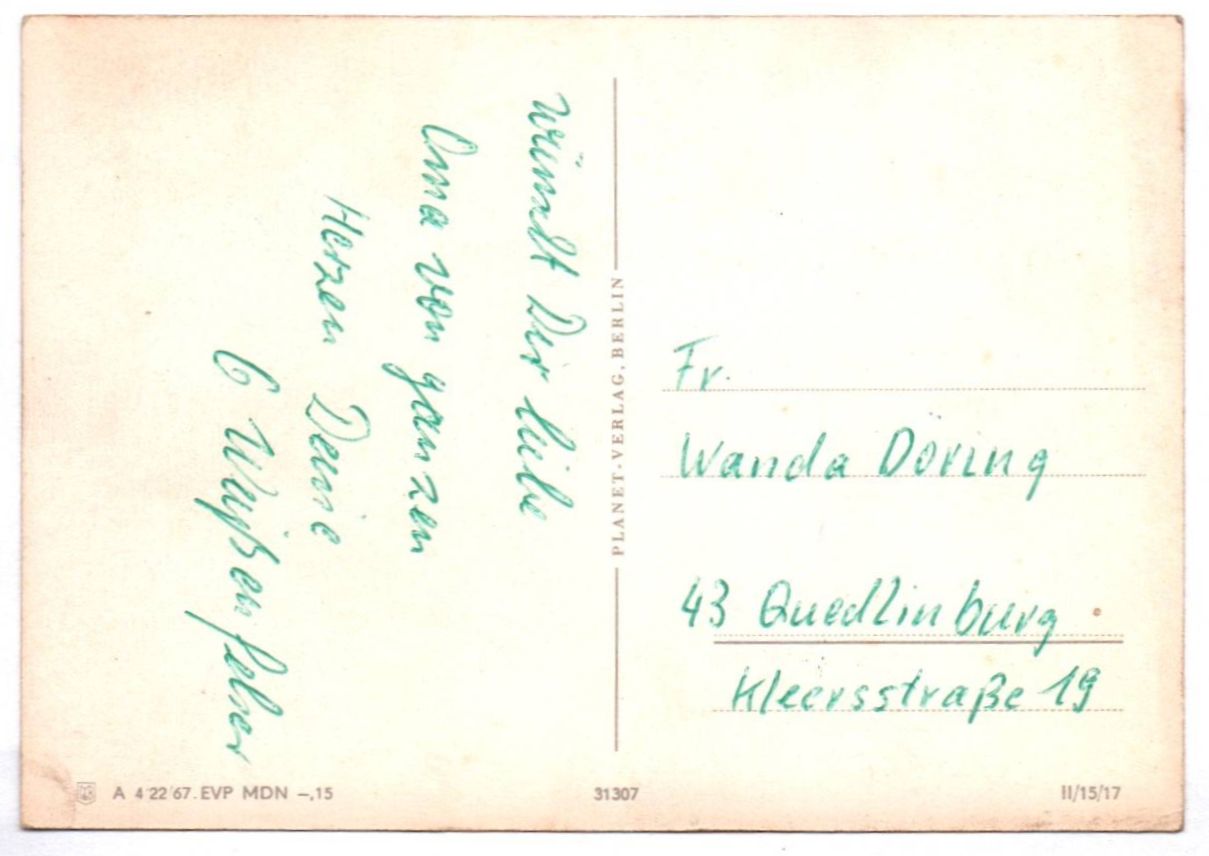 wünscht Dir liebe
Oma von ganzen
Herzen Deine
6 Weißenfelser
PLANET-VERLAG, BERLIN
Fr.
Wanda Döring
43 Quedlinburg
Kleersstraße 19
A 4 22 67. EVP MDN –,15
31307
II/15/17